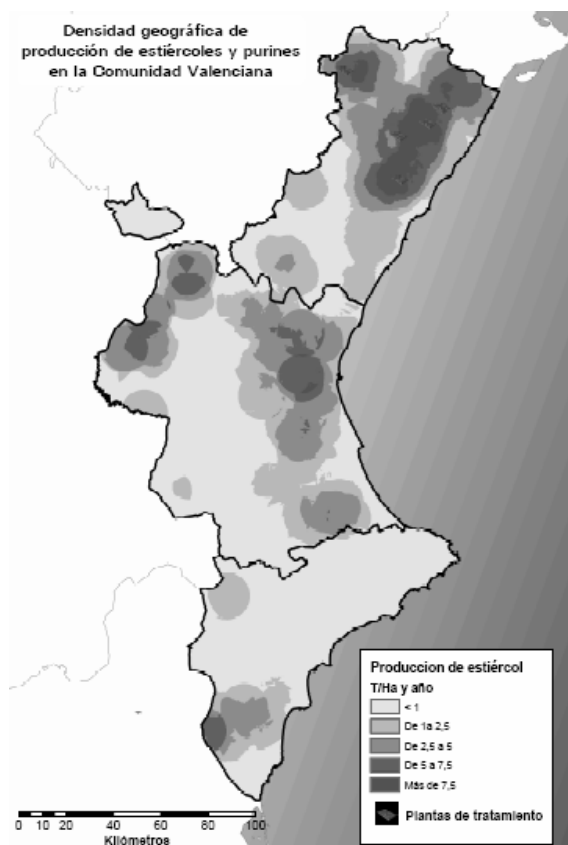 Densidad geográfica de
producción de estiércoles y purines
en la Comunidad Valenciana
Produccion de estiércol
T/Ha y año
< 1
De 1a 2,5
De 2,5 a 5
De 5 a 7,5
Más de 7,5
Plantas de tratamiento
0 10 20 40 60 80 100
Kilómetros